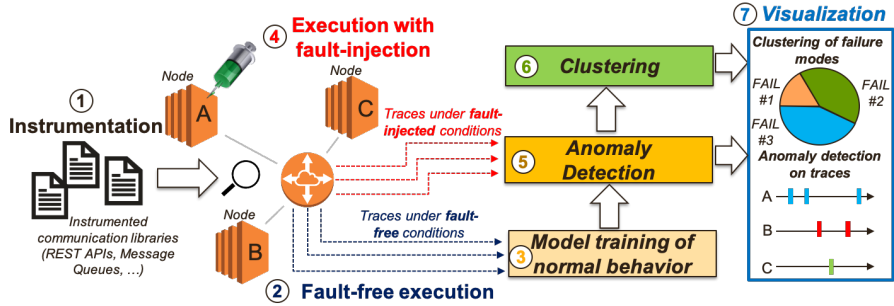 1
Instrumentation
Instrumented
communication libraries
(REST APIs, Message
Queues, …)
4
Execution with
fault-injection
Node
A
Node
C
Node
B
Traces under fault-
injected conditions
Traces under fault-
free conditions
2 Fault-free execution
6 Clustering
5 Anomaly
Detection
3 Model training of
normal behavior
7 Visualization
Clustering of failure
modes
FAIL
#1
FAIL
#2
FAIL
#3
Anomaly detection
on traces
A
B
C